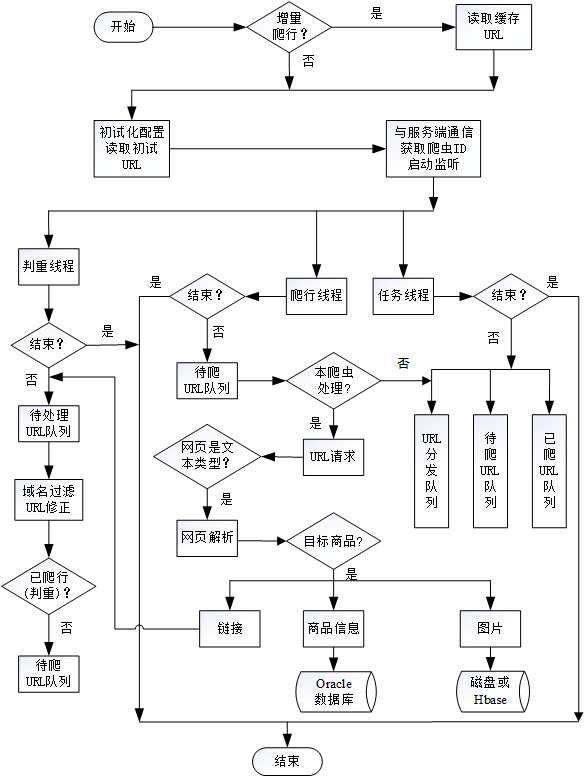 开始
增量
爬行？
是
读取缓存
URL
否
初试化配置
读取初试
URL
与服务端通信
获取爬虫ID
启动监听
判重线程
是
结束？
爬行线程
任务线程
结束？
是
结束？
是
否
否
否
待爬
URL队列
本爬虫
处理？
否
待处理
URL队列
是
URL
分
发
队
列
待
爬
URL
队
列
已
爬
URL
队
列
网页是文
本类型？
URL请求
域名过滤
URL修正
是
网页解析
目标商品?
已爬行
(判重)？
是
否
链接
商品信息
图片
待爬
URL队列
Oracle
数据库
磁盘或
Hbase
结束